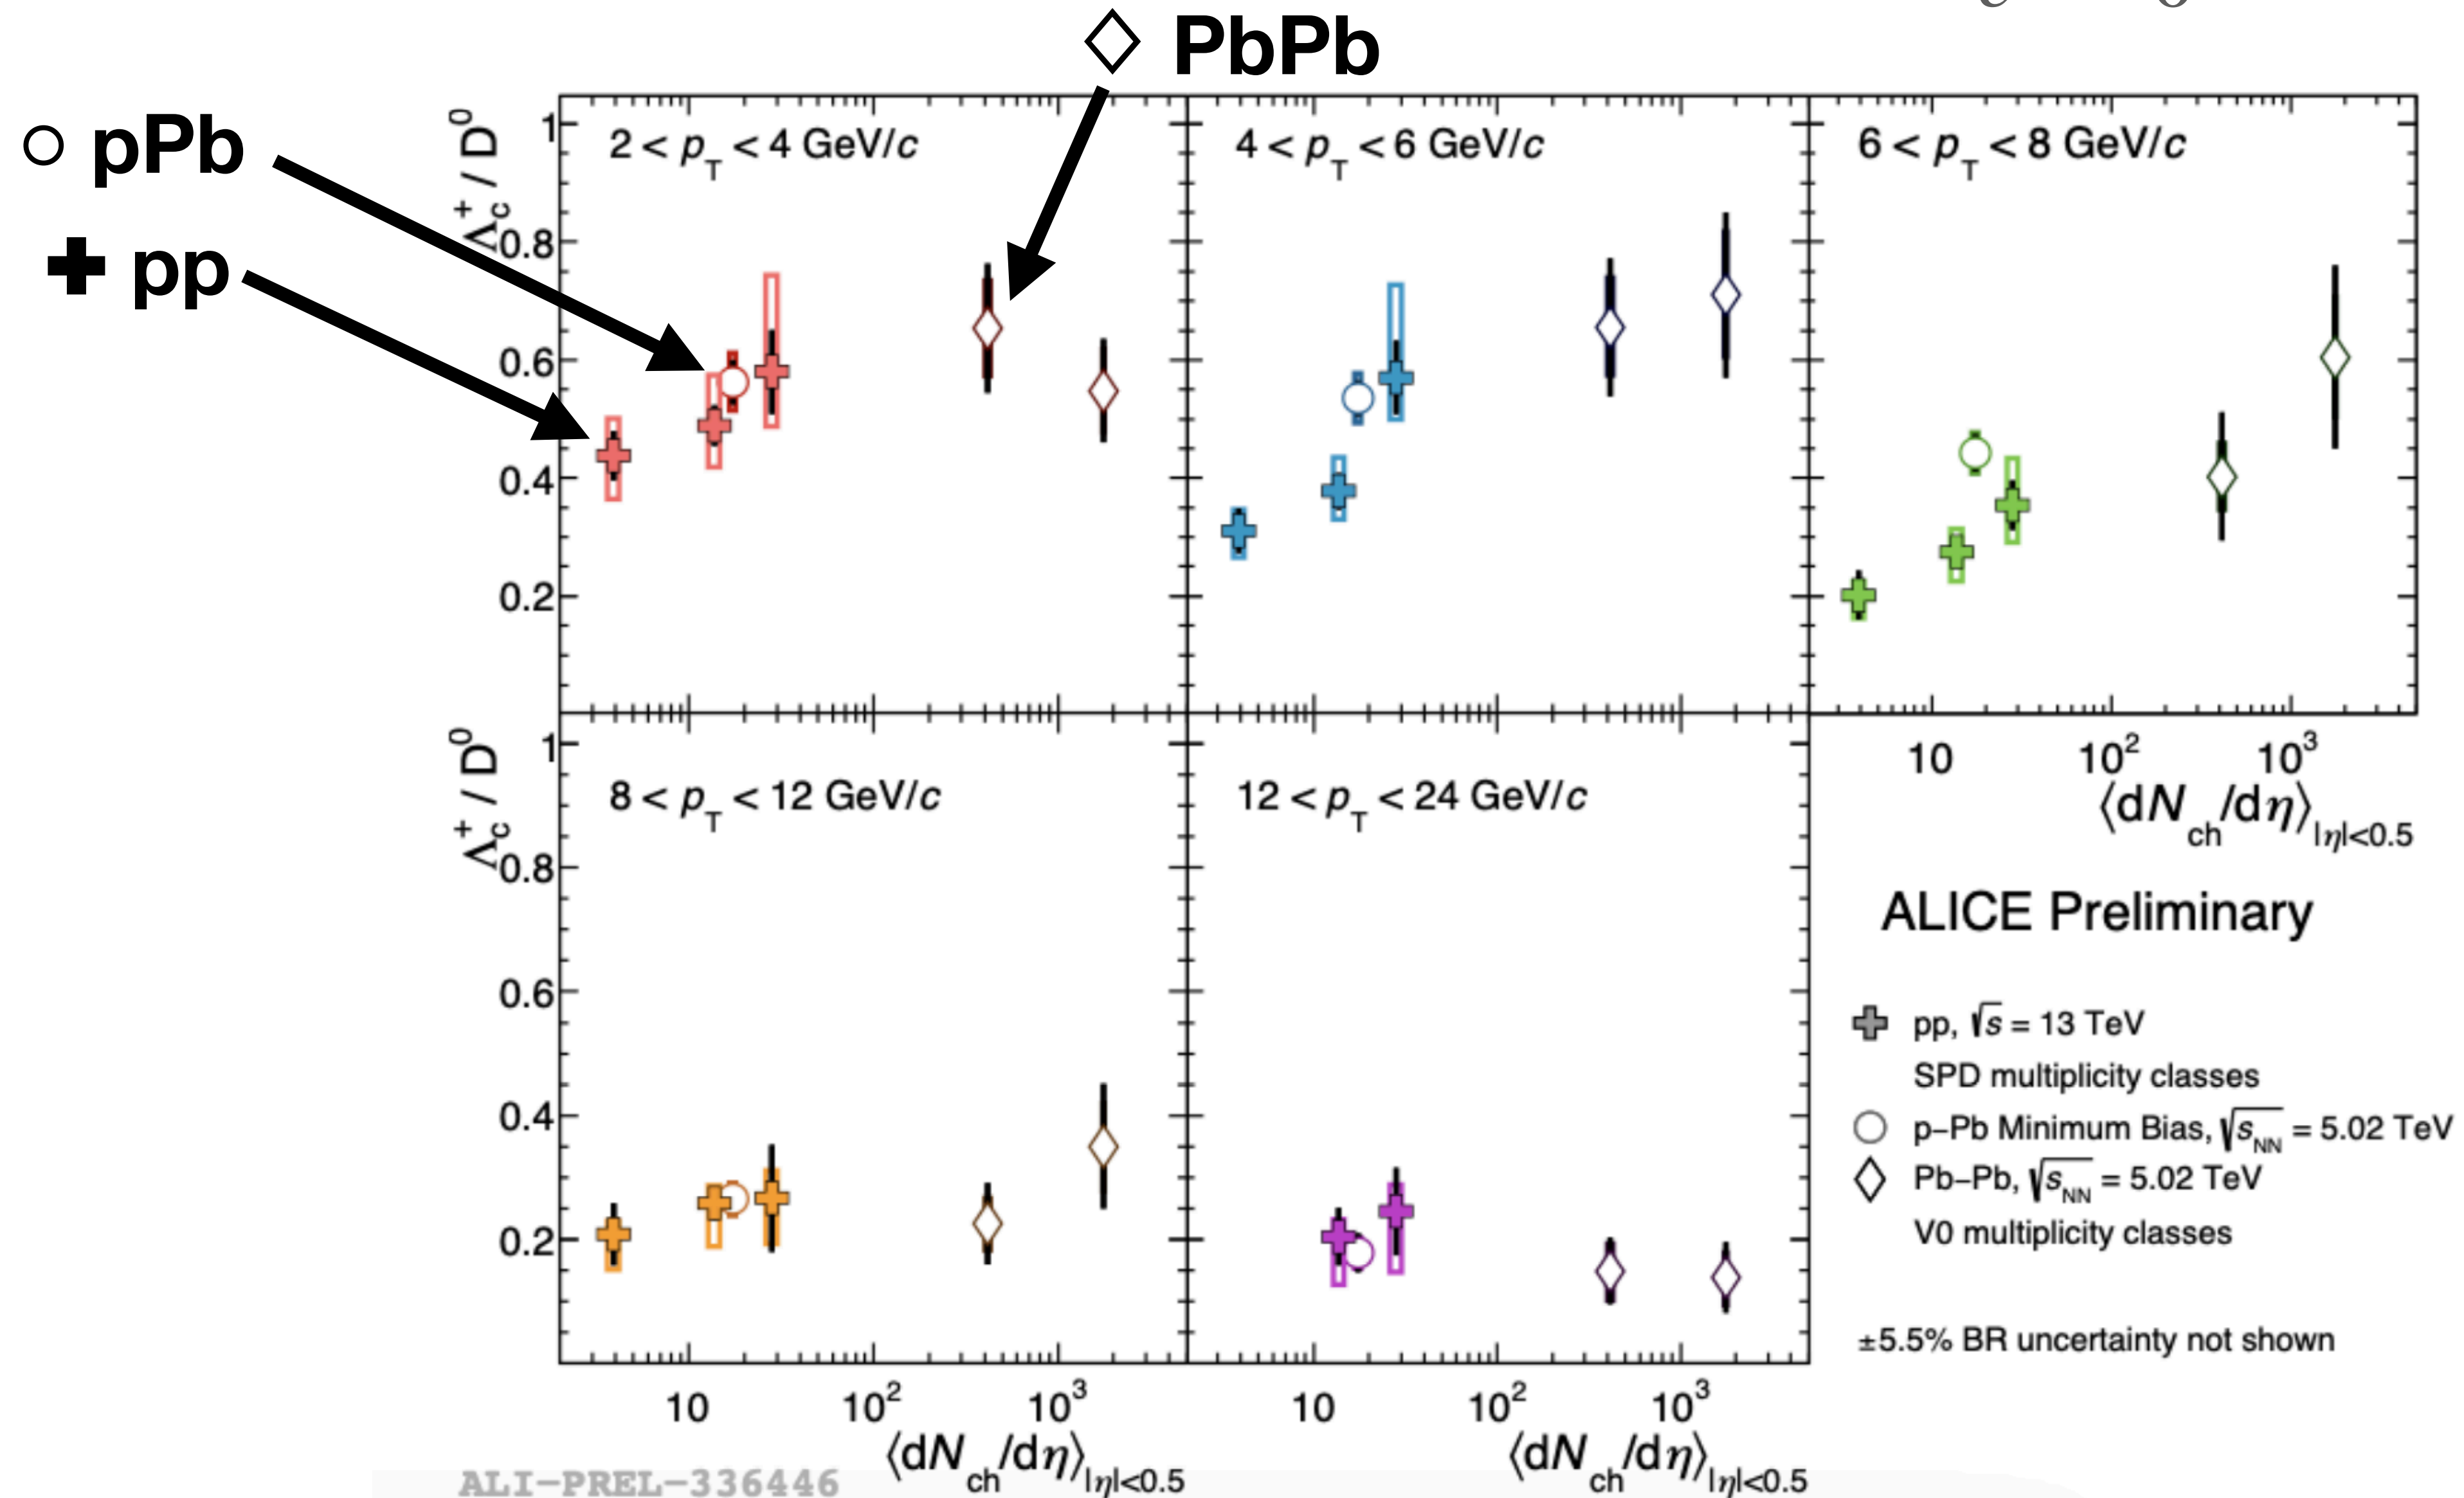 PbPb
pPb
pp
Λc+ / D0
1
0.8
0.6
0.4
0.2
2 < pT < 4 GeV/c
4 < pT < 6 GeV/c
6 < pT < 8 GeV/c
10 10² 10³
⟨dNch/dη⟩|η|<0.5
Λc+ / D0
1
0.8
0.6
0.4
0.2
8 < pT < 12 GeV/c
12 < pT < 24 GeV/c
10 10² 10³
⟨dNch/dη⟩|η|<0.5
10 10² 10³
⟨dNch/dη⟩|η|<0.5
ALICE Preliminary
pp, √s = 13 TeV
SPD multiplicity classes
p–Pb Minimum Bias, √sNN = 5.02 TeV
Pb–Pb, √sNN = 5.02 TeV
V0 multiplicity classes
±5.5% BR uncertainty not shown
ALI–PREL–336446